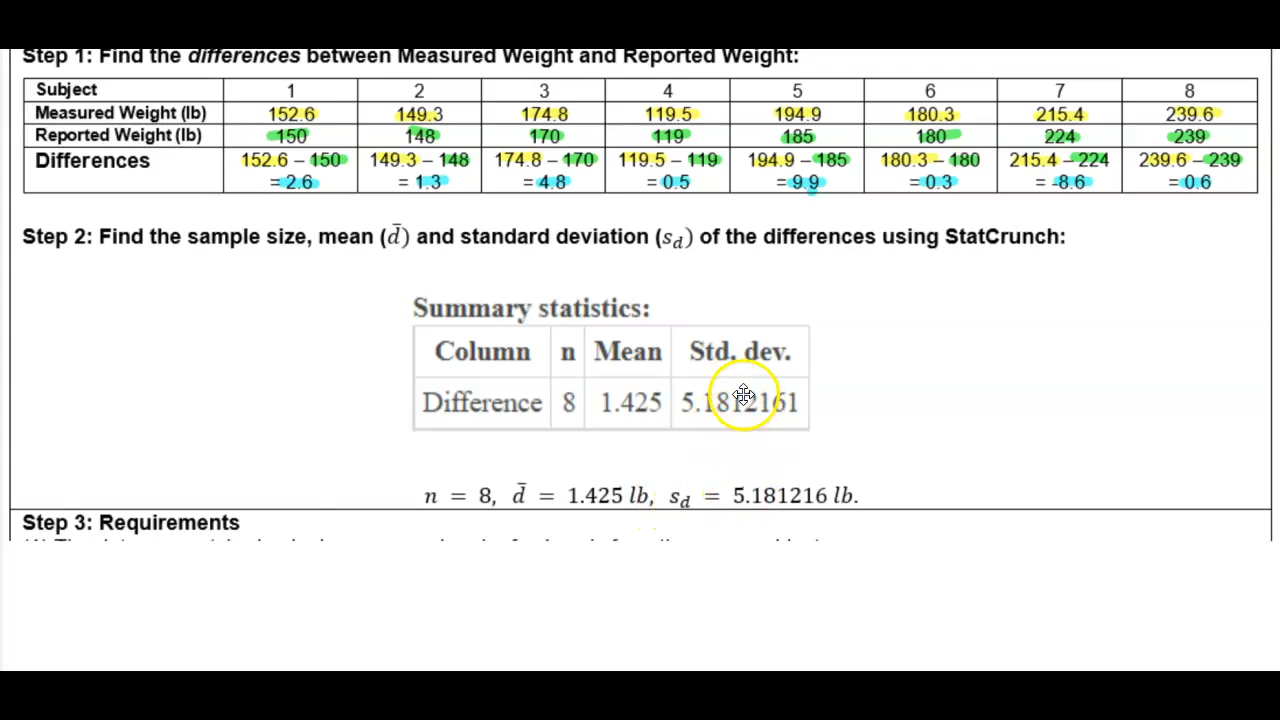 Step 1: Find the differences between Measured Weight and Reported Weight:
Subject 1 2 3 4 5 6 7 8
Measured Weight (lb) 152.6 149.3 174.8 119.5 194.9 180.3 215.4 239.6
Reported Weight (lb) 150 148 170 119 185 180 224 239
Differences 152.6 – 150 149.3 – 148 174.8 – 170 119.5 – 119 194.9 – 185 180.3 – 180 215.4 – 224 239.6 – 239
= 2.6 = 1.3 = 4.8 = 0.5 = 9.9 = 0.3 = -8.6 = 0.6
Step 2: Find the sample size, mean (d̄) and standard deviation (s_d) of the differences using StatCrunch:
Summary statistics:
Column n Mean Std. dev.
Difference 8 1.425 5.1812161
n = 8, d̄ = 1.425 lb, s_d = 5.181216 lb.
Step 3: Requirements